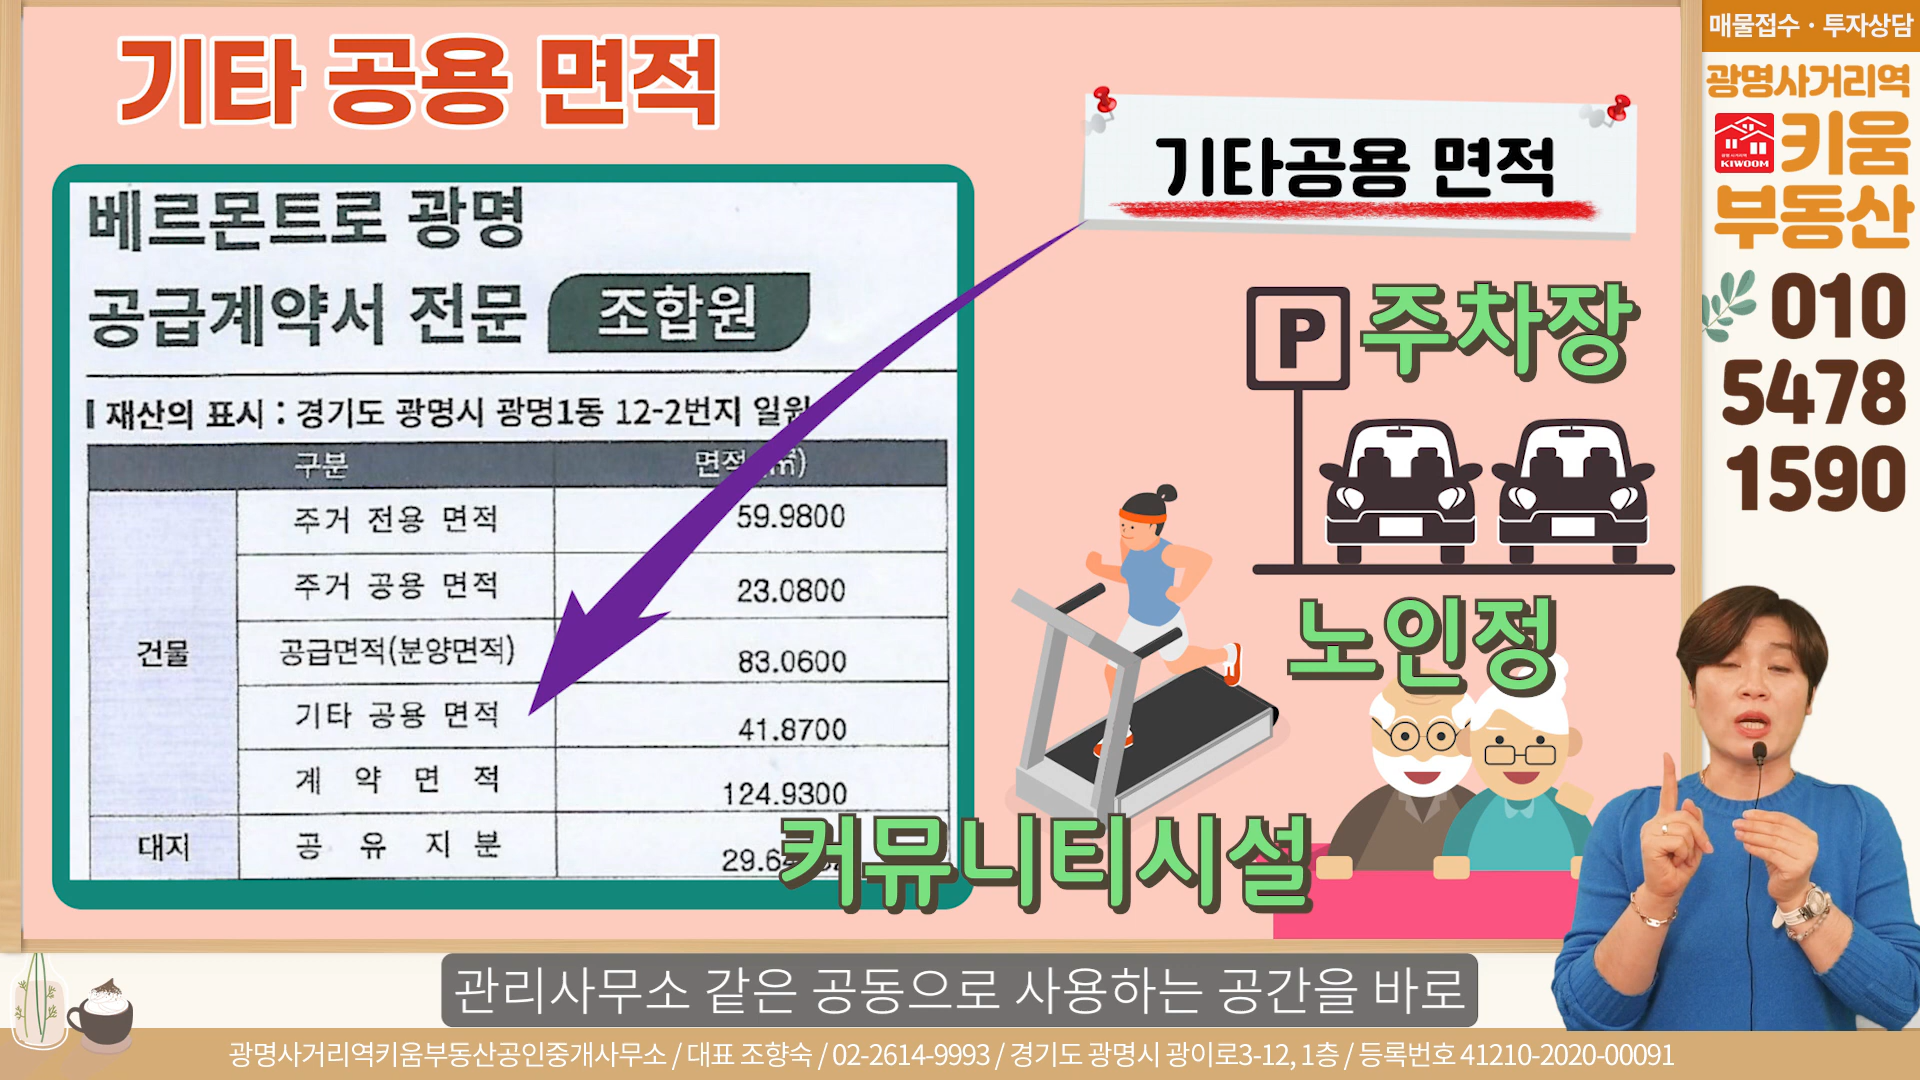 기타 공용 면적
베르몬트로 광명
공급계약서 전문 조합원
재산의 표시 : 경기도 광명시 광명1동 12-2번지 일원
구분 면적 (㎡)
건물
주거 전용 면적 59.9800
주거 공용 면적 23.0800
공급면적(분양면적) 83.0600
기타 공용 면적 41.8700
계 약 면 적 124.9300
대지 공 유 지 분
기타공용 면적
P 주차장
노인정
커뮤니티시설
매물접수 · 투자상담
광명사거리역
KIWOOM 키움
부동산
010
5478
1590
관리사무소 같은 공동으로 사용하는 공간을 바로
광명사거리역키움부동산공인중개사무소 / 대표 조향숙 / 02-2614-9993 / 경기도 광명시 광이로3-12, 1층 / 등록번호 41210-2020-00091